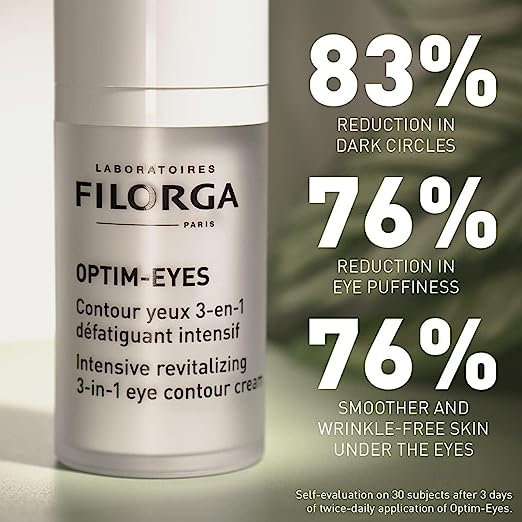 LABORATOIRES
FILORGA
PARIS
OPTIM-EYES
Contour yeux 3-en-1
défatiguant intensif
Intensive revitalizing
3-in-1 eye contour cream
83%
REDUCTION IN
DARK CIRCLES
76%
REDUCTION IN
EYE PUFFINESS
76%
SMOOTHER AND
WRINKLE-FREE SKIN
UNDER THE EYES
Self-evaluation on 30 subjects after 3 days
of twice-daily application of Optim-Eyes.